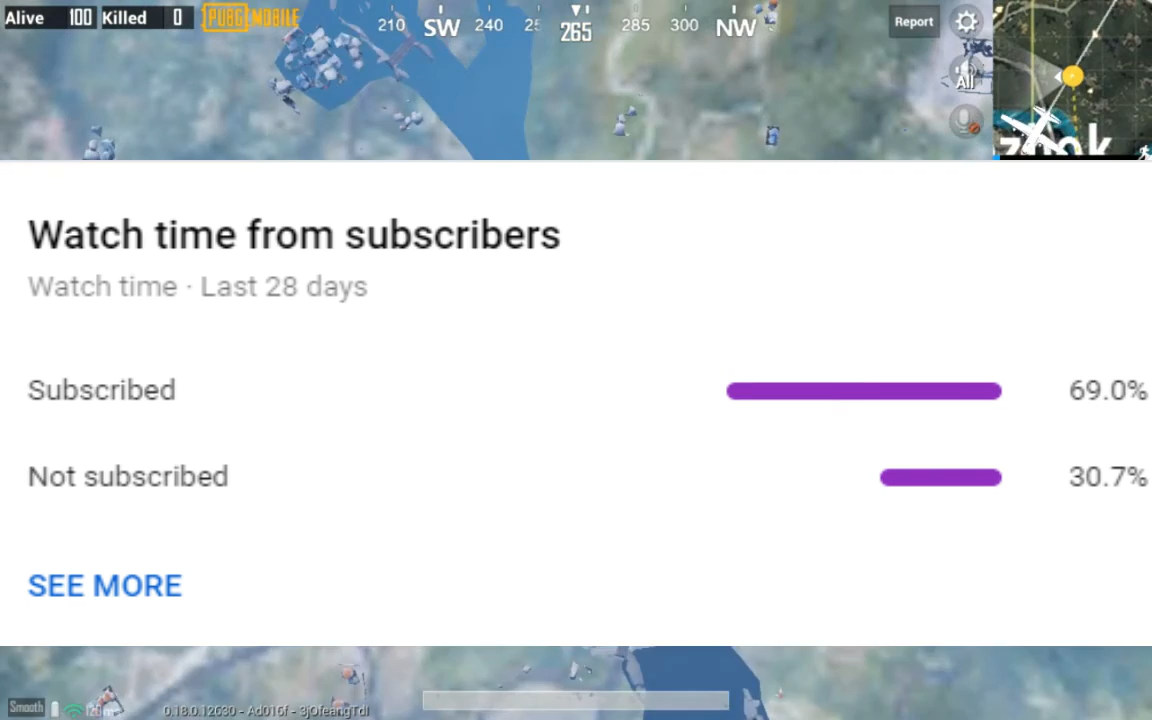 Alive 100 Killed 0 PUBG MOBILE
210 SW 240 25 265 285 300 NW
Report
All
Watch time from subscribers
Watch time · Last 28 days
Subscribed 69.0%
Not subscribed 30.7%
SEE MORE
Smooth